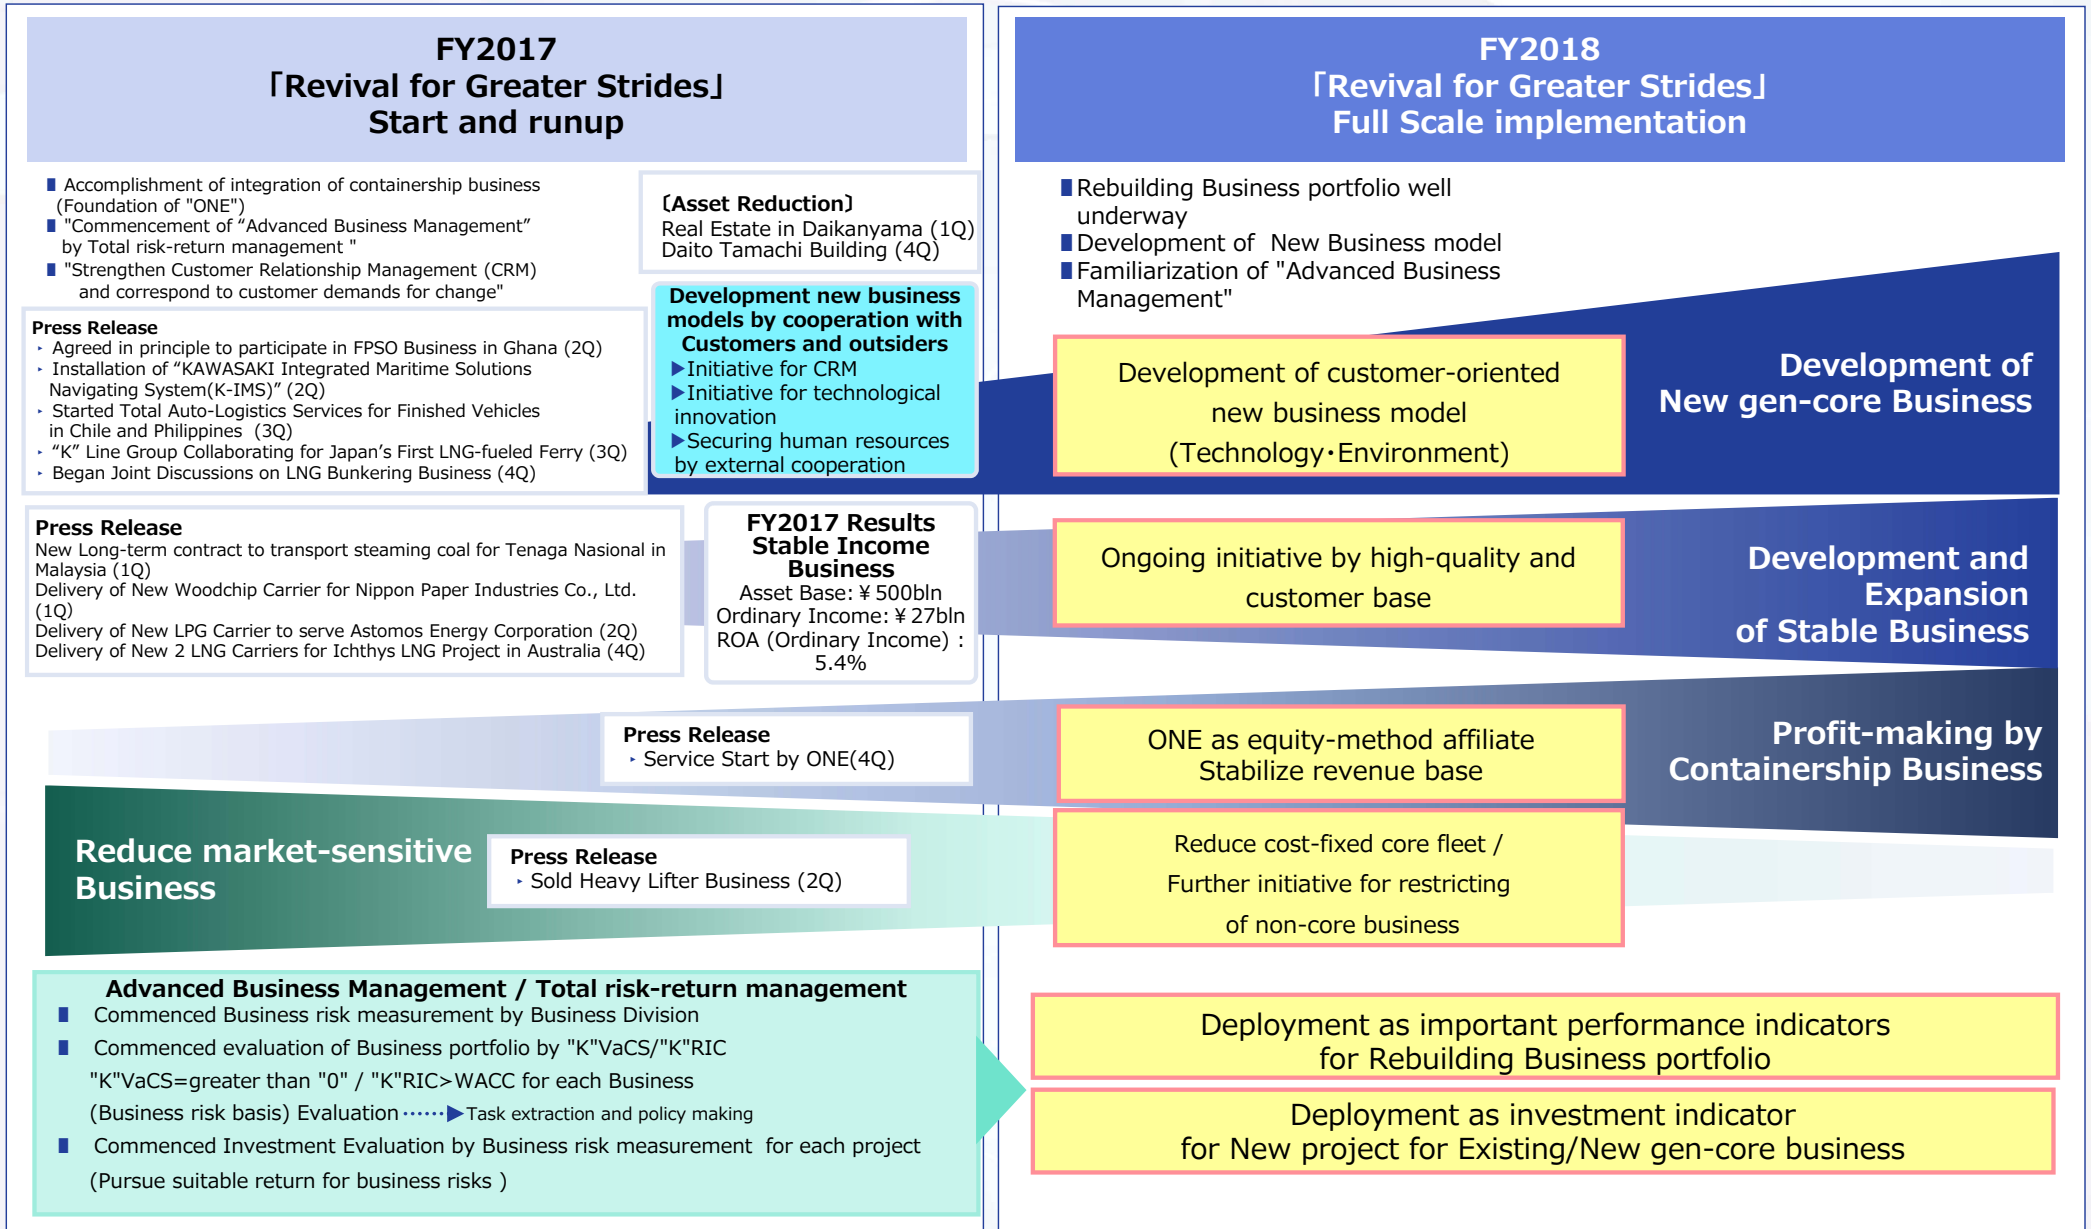 FY2017
「Revival for Greater Strides」
Start and runup
■ Accomplishment of integration of containership business
(Foundation of "ONE")
■ "Commencement of “Advanced Business Management”
by Total risk-return management "
■ "Strengthen Customer Relationship Management (CRM)
and correspond to customer demands for change"
〔Asset Reduction〕
Real Estate in Daikanyama (1Q)
Daito Tamachi Building (4Q)
Press Release
‣ Agreed in principle to participate in FPSO Business in Ghana (2Q)
‣ Installation of “KAWASAKI Integrated Maritime Solutions
Navigating System(K-IMS)” (2Q)
‣ Started Total Auto-Logistics Services for Finished Vehicles
in Chile and Philippines (3Q)
‣ “K” Line Group Collaborating for Japan’s First LNG-fueled Ferry (3Q)
‣ Began Joint Discussions on LNG Bunkering Business (4Q)
Development new business
models by cooperation with
Customers and outsiders
▶Initiative for CRM
▶Initiative for technological
innovation
▶Securing human resources
by external cooperation
Press Release
New Long-term contract to transport steaming coal for Tenaga Nasional in
Malaysia (1Q)
Delivery of New Woodchip Carrier for Nippon Paper Industries Co., Ltd.
(1Q)
Delivery of New LPG Carrier to serve Astomos Energy Corporation (2Q)
Delivery of New 2 LNG Carriers for Ichthys LNG Project in Australia (4Q)
FY2017 Results
Stable Income
Business
Asset Base:¥500bln
Ordinary Income:¥27bln
ROA (Ordinary Income) :
5.4%
Press Release
‣ Service Start by ONE(4Q)
Reduce market-sensitive
Business
Press Release
‣ Sold Heavy Lifter Business (2Q)
Advanced Business Management / Total risk-return management
■ Commenced Business risk measurement by Business Division
■ Commenced evaluation of Business portfolio by "K"VaCS/"K"RIC
"K"VaCS=greater than "0" / "K"RIC>WACC for each Business
(Business risk basis) Evaluation ······▶Task extraction and policy making
■ Commenced Investment Evaluation by Business risk measurement for each project
(Pursue suitable return for business risks )
FY2018
「Revival for Greater Strides」
Full Scale implementation
■Rebuilding Business portfolio well
underway
■Development of New Business model
■Familiarization of "Advanced Business
Management"
Development of customer-oriented
new business model
(Technology・Environment)
Development of
New gen-core Business
Ongoing initiative by high-quality and
customer base
Development and
Expansion
of Stable Business
ONE as equity-method affiliate
Stabilize revenue base
Profit-making by
Containership Business
Reduce cost-fixed core fleet /
Further initiative for restricting
of non-core business
Deployment as important performance indicators
for Rebuilding Business portfolio
Deployment as investment indicator
for New project for Existing/New gen-core business